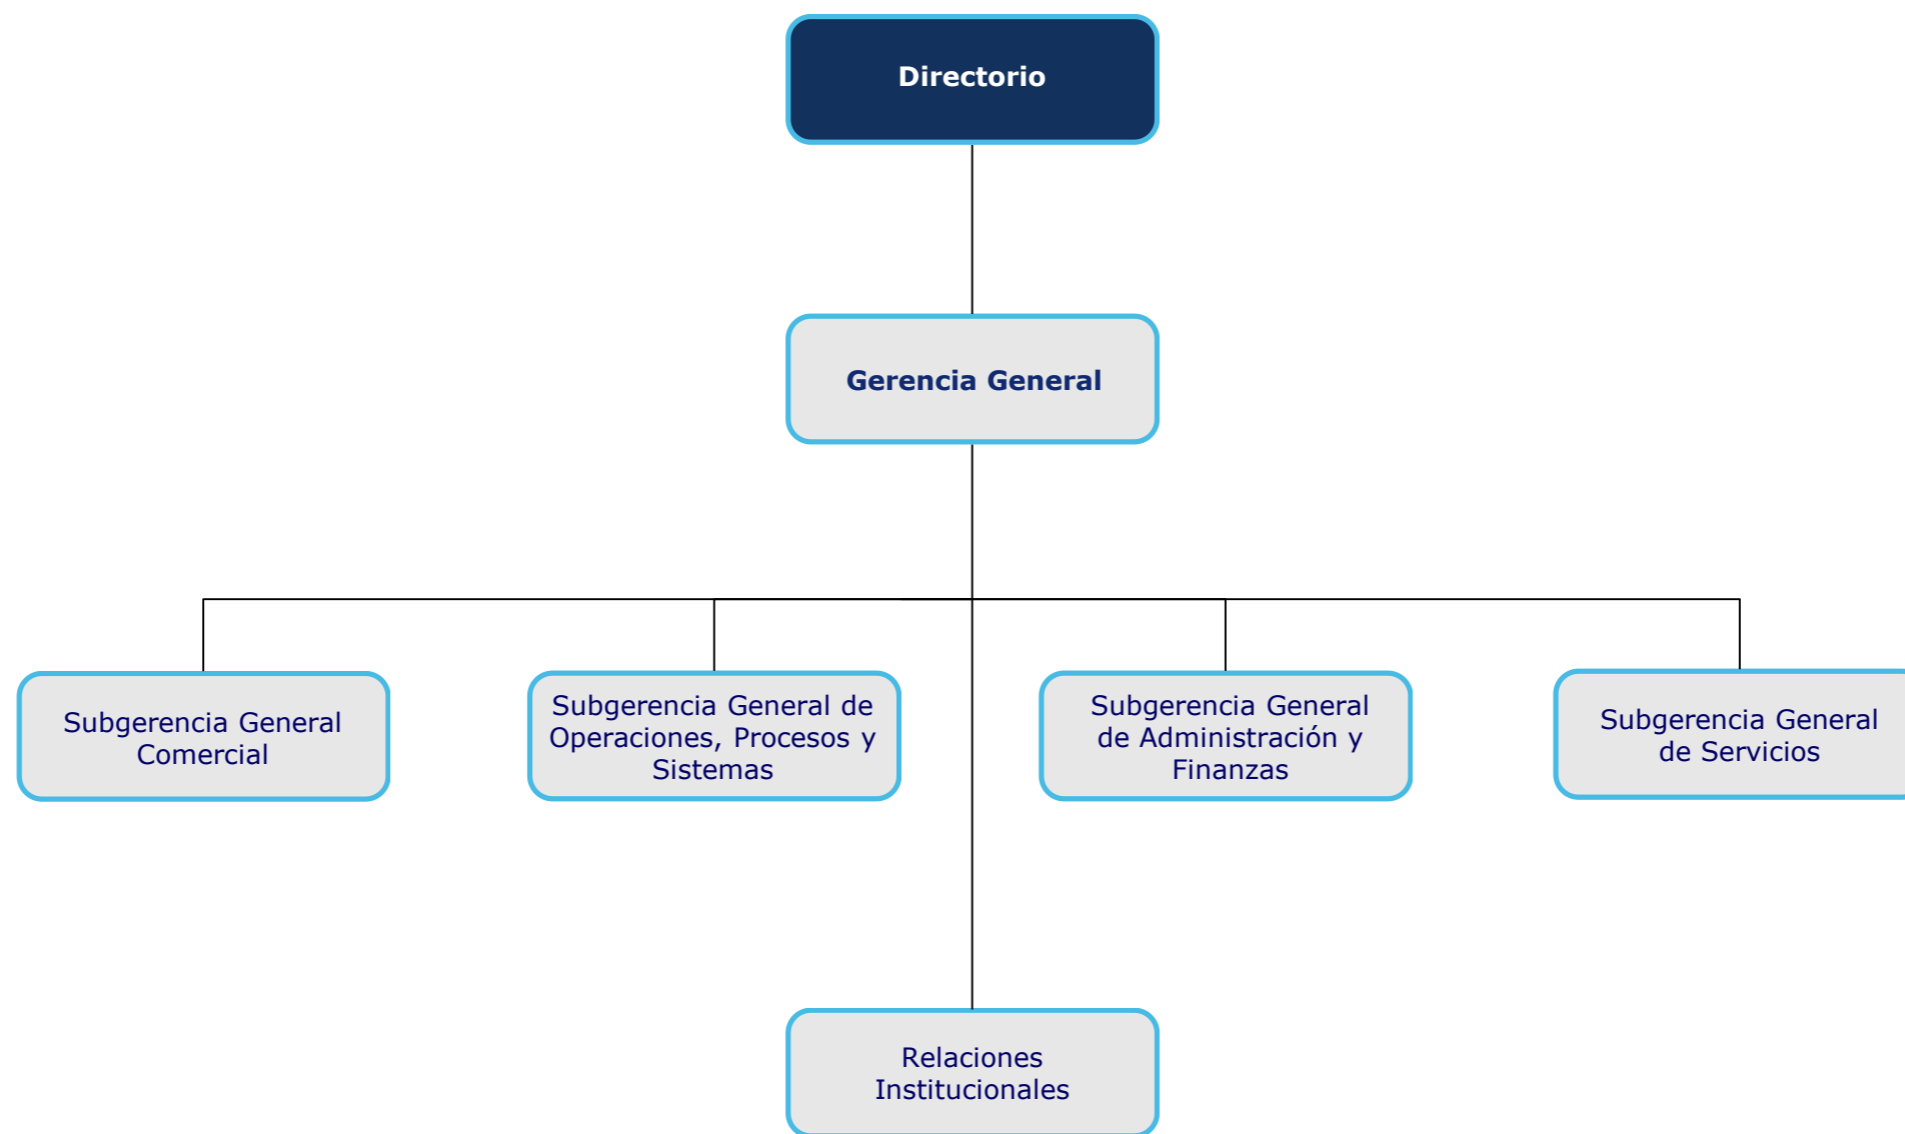 Directorio
Gerencia General
Subgerencia General
Comercial
Subgerencia General de
Operaciones, Procesos y
Sistemas
Subgerencia General
de Administración y
Finanzas
Subgerencia General
de Servicios
Relaciones
Institucionales